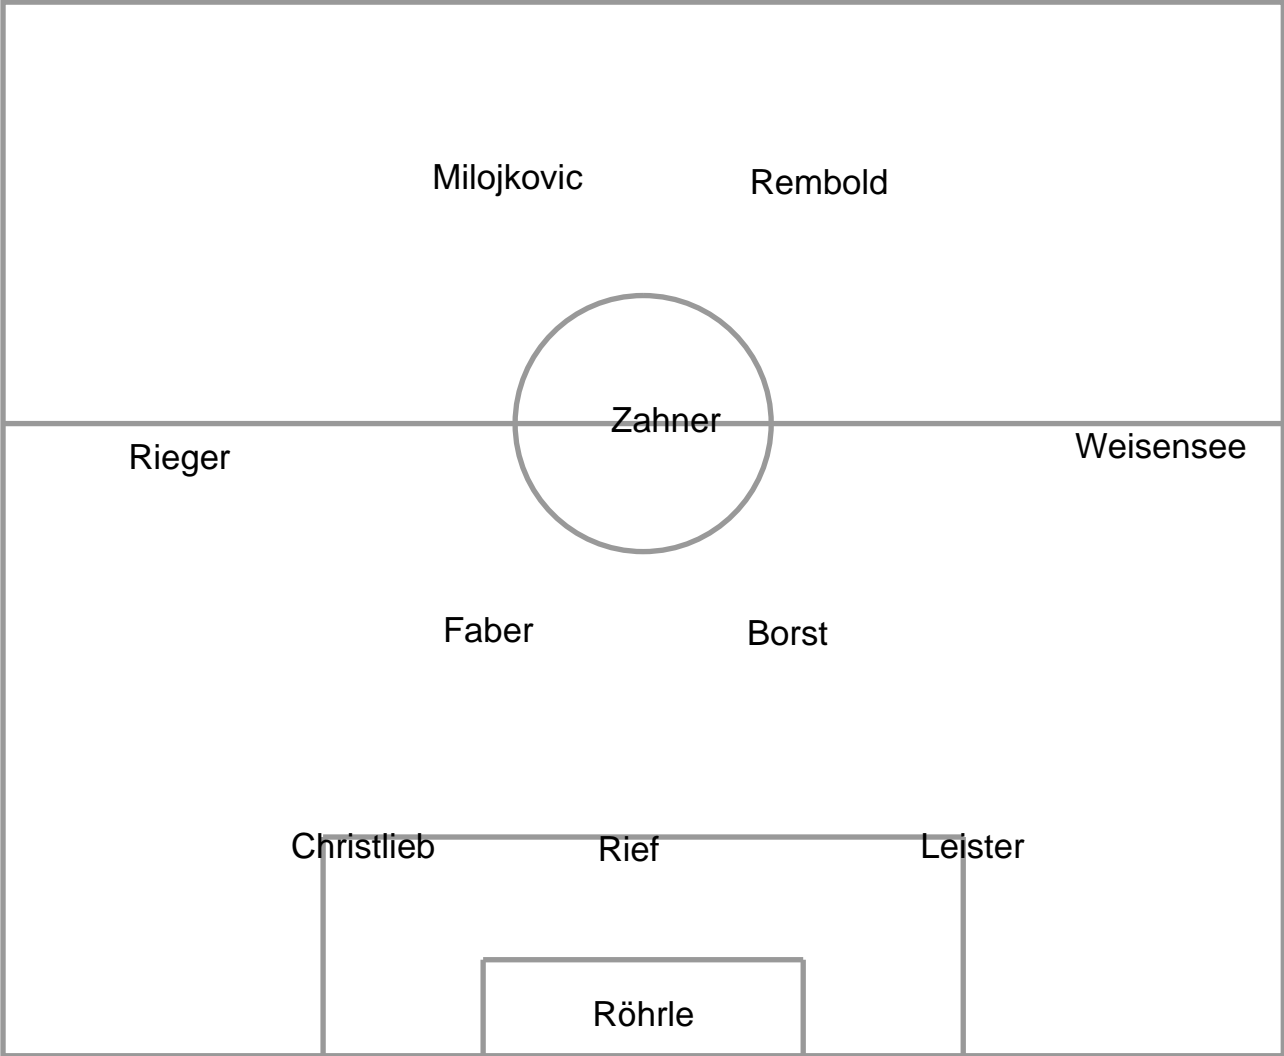 Milojkovic
Rembold
Zahner
Rieger
Weisensee
Faber
Borst
Christlieb
Rief
Leister
Röhrle